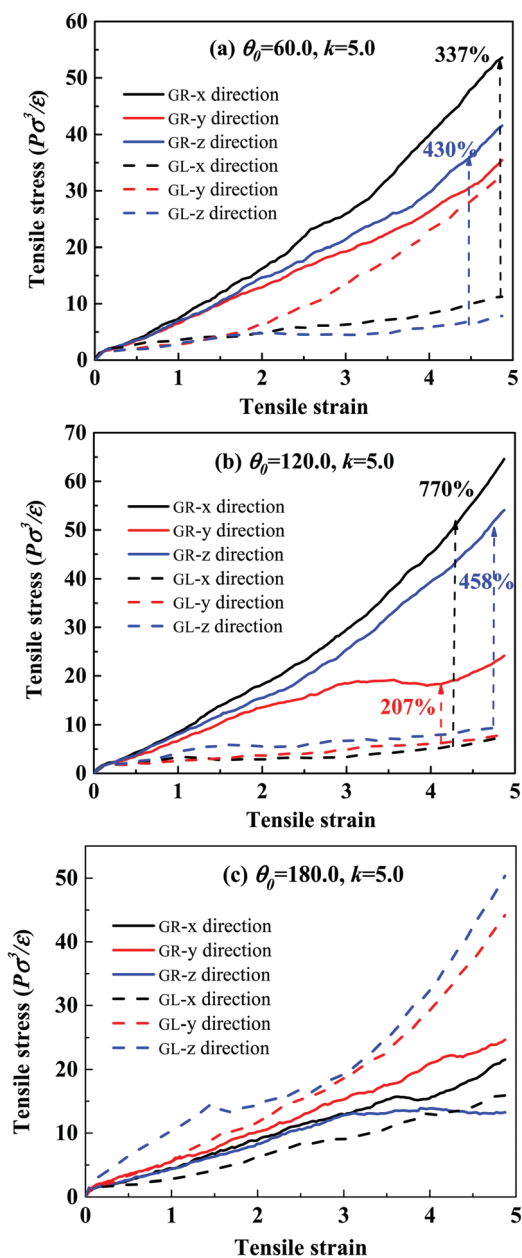 60
50
40
30
20
10
0
Tensile stress (Pσ³/ε)
(a) θ₀=60.0, k=5.0
337%
430%
GR-x direction
GR-y direction
GR-z direction
GL-x direction
GL-y direction
GL-z direction
0 1 2 3 4 5
Tensile strain
70
60
50
40
30
20
10
0
Tensile stress (Pσ³/ε)
(b) θ₀=120.0, k=5.0
770%
458%
207%
GR-x direction
GR-y direction
GR-z direction
GL-x direction
GL-y direction
GL-z direction
0 1 2 3 4 5
Tensile strain
50
40
30
20
10
0
Tensile stress (Pσ³/ε)
(c) θ₀=180.0, k=5.0
GR-x direction
GR-y direction
GR-z direction
GL-x direction
GL-y direction
GL-z direction
0 1 2 3 4 5
Tensile strain